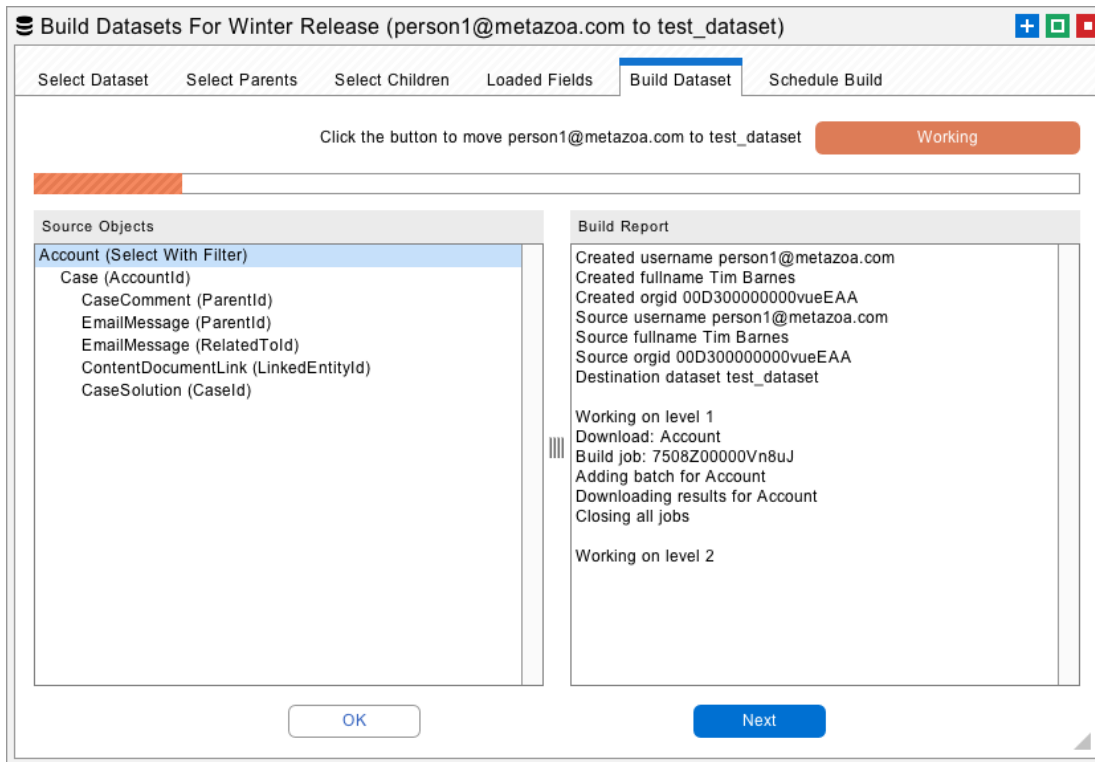 Build Datasets For Winter Release (person1@metazoa.com to test_dataset)
Select Dataset Select Parents Select Children Loaded Fields Build Dataset Schedule Build
Click the button to move person1@metazoa.com to test_dataset Working
Source Objects
Account (Select With Filter)
Case (AccountId)
CaseComment (ParentId)
EmailMessage (ParentId)
EmailMessage (RelatedToId)
ContentDocumentLink (LinkedEntityId)
CaseSolution (CaseId)
Build Report
Created username person1@metazoa.com
Created fullname Tim Barnes
Created orgid 00D300000000vueEAA
Source username person1@metazoa.com
Source fullname Tim Barnes
Source orgid 00D300000000vueEAA
Destination dataset test_dataset
Working on level 1
Download: Account
Build job: 7508Z00000Vn8uJ
Adding batch for Account
Downloading results for Account
Closing all jobs
Working on level 2
OK
Next